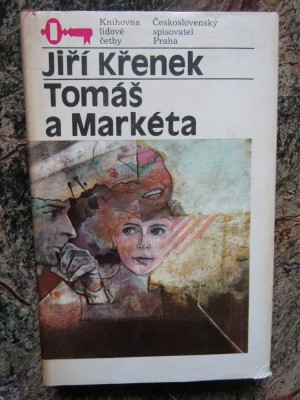 Knihovna
lidové
četby
Československý
spisovatel
Praha
Jiří Křenek
Tomáš
a Markéta